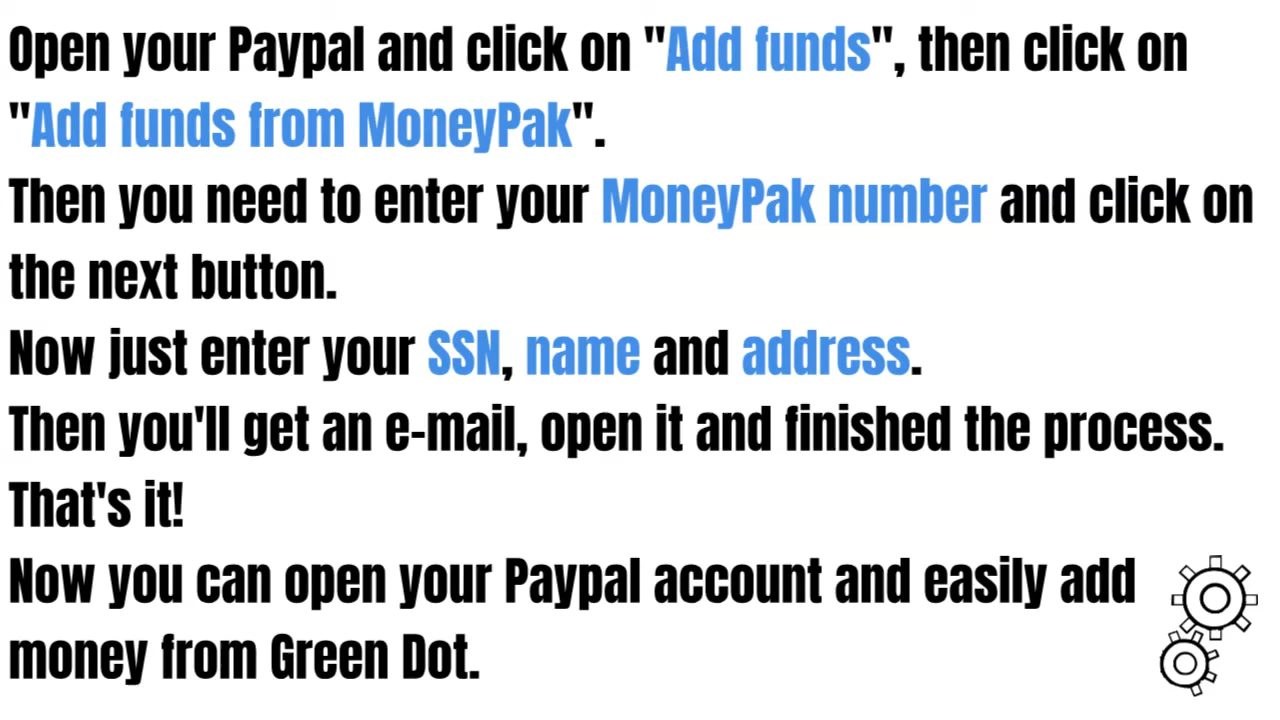 Open your Paypal and click on "Add funds", then click on
"Add funds from MoneyPak".
Then you need to enter your MoneyPak number and click on
the next button.
Now just enter your SSN, name and address.
Then you'll get an e-mail, open it and finished the process.
That's it!
Now you can open your Paypal account and easily add
money from Green Dot.